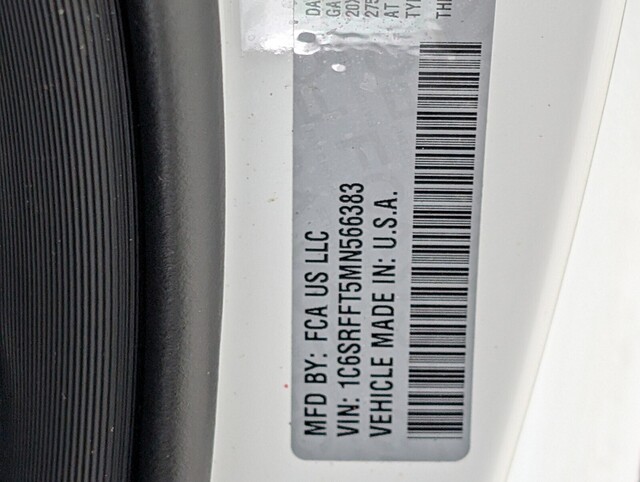 MFD BY: FCA US LLC
VIN: 1C6SRFFT5MN566383
VEHICLE MADE IN: U.S.A.